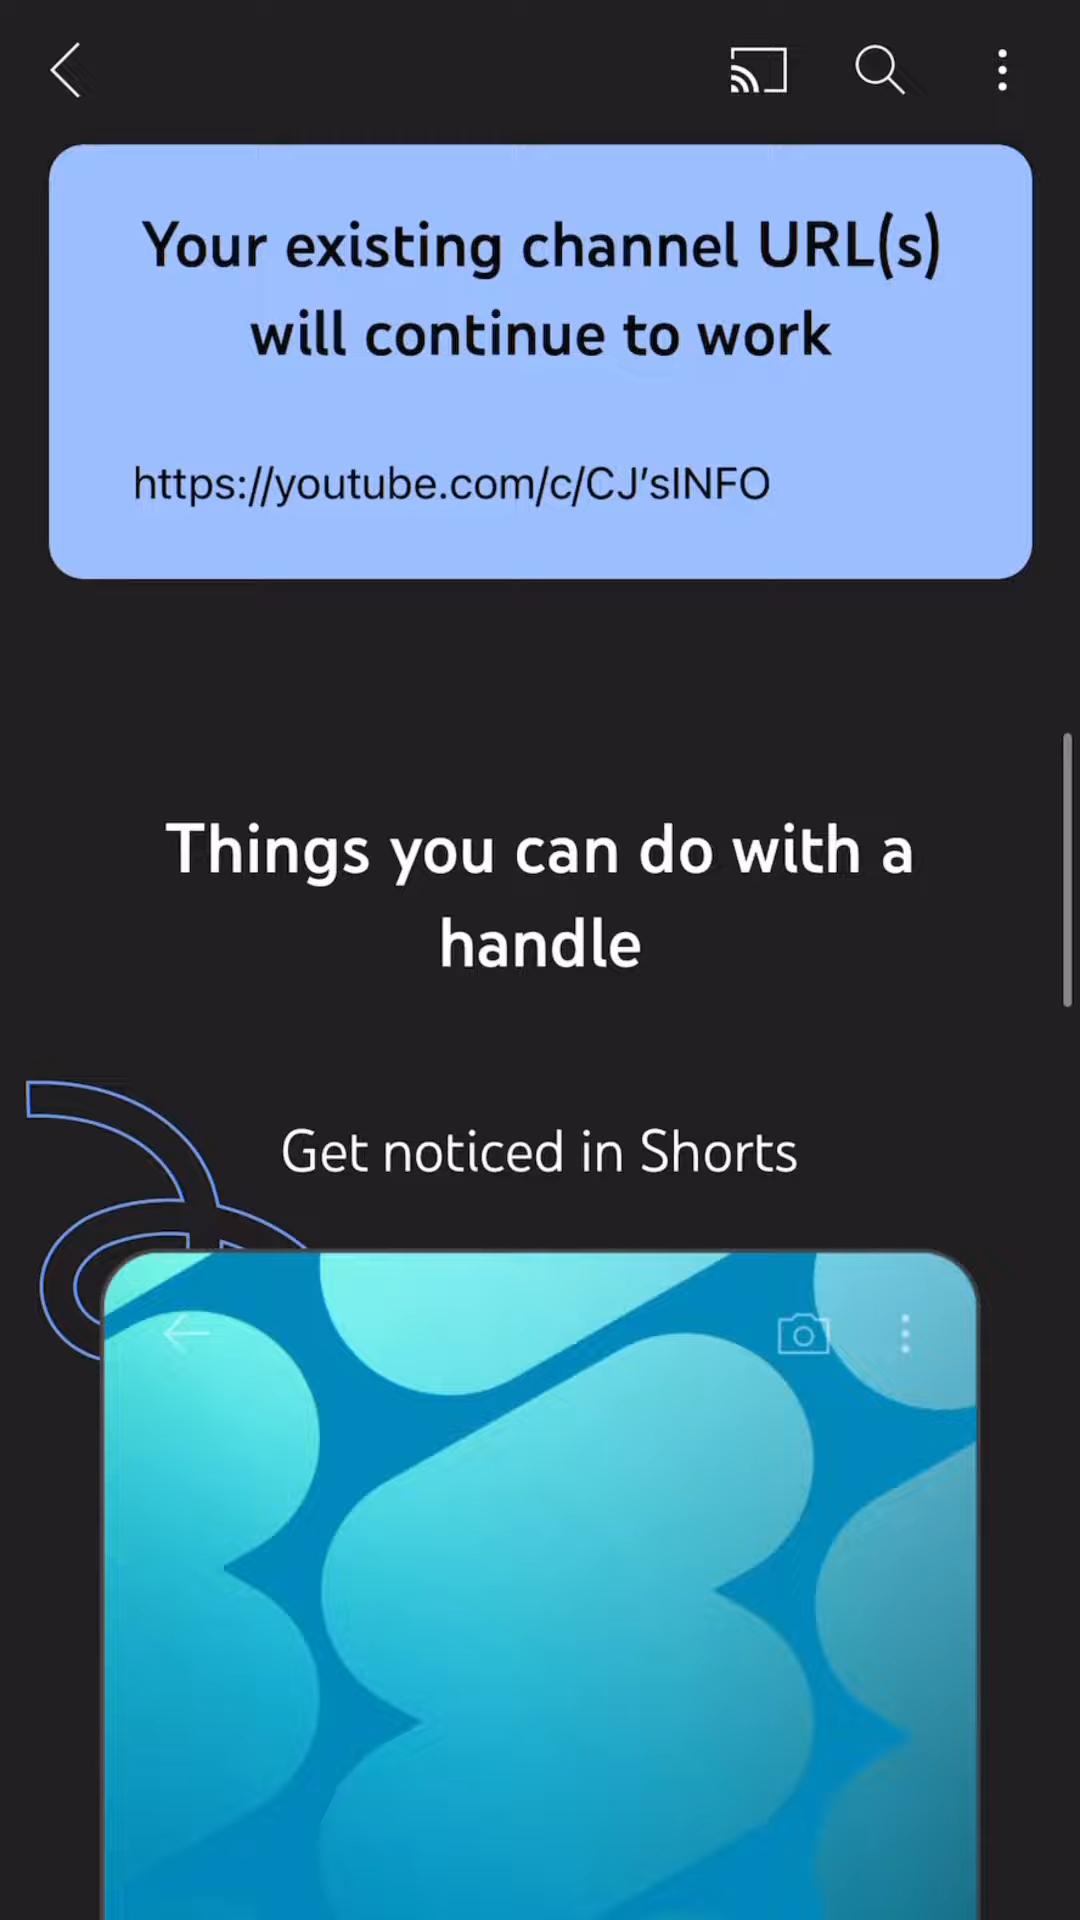 Your existing channel URL(s)
will continue to work
https://youtube.com/c/CJ’sINFO
Things you can do with a
handle
Get noticed in Shorts